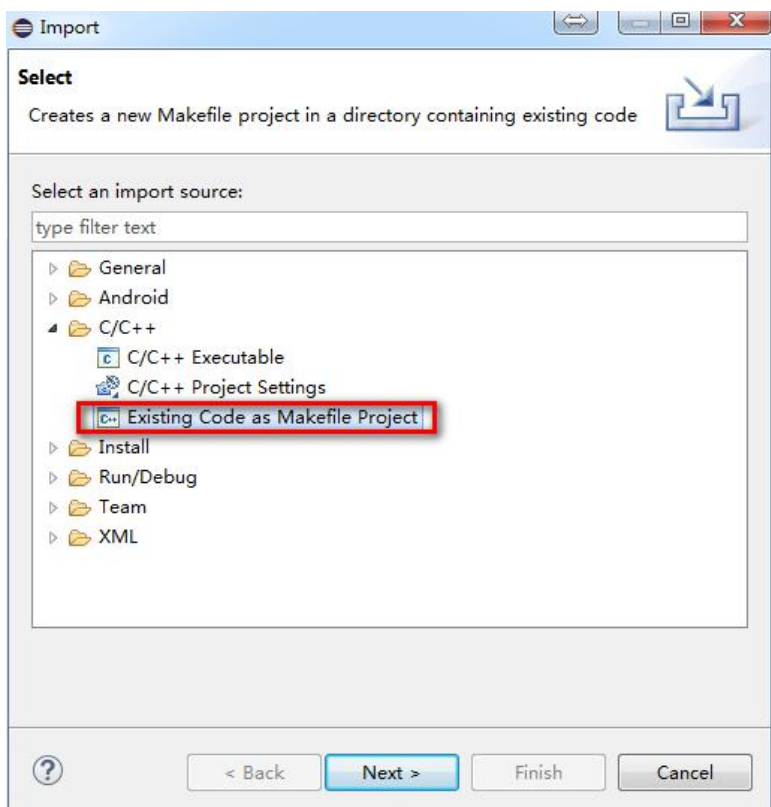 Import
Select
Creates a new Makefile project in a directory containing existing code
Select an import source:
type filter text
General
Android
C/C++
C/C++ Executable
C/C++ Project Settings
Existing Code as Makefile Project
Install
Run/Debug
Team
XML
< Back Next > Finish Cancel